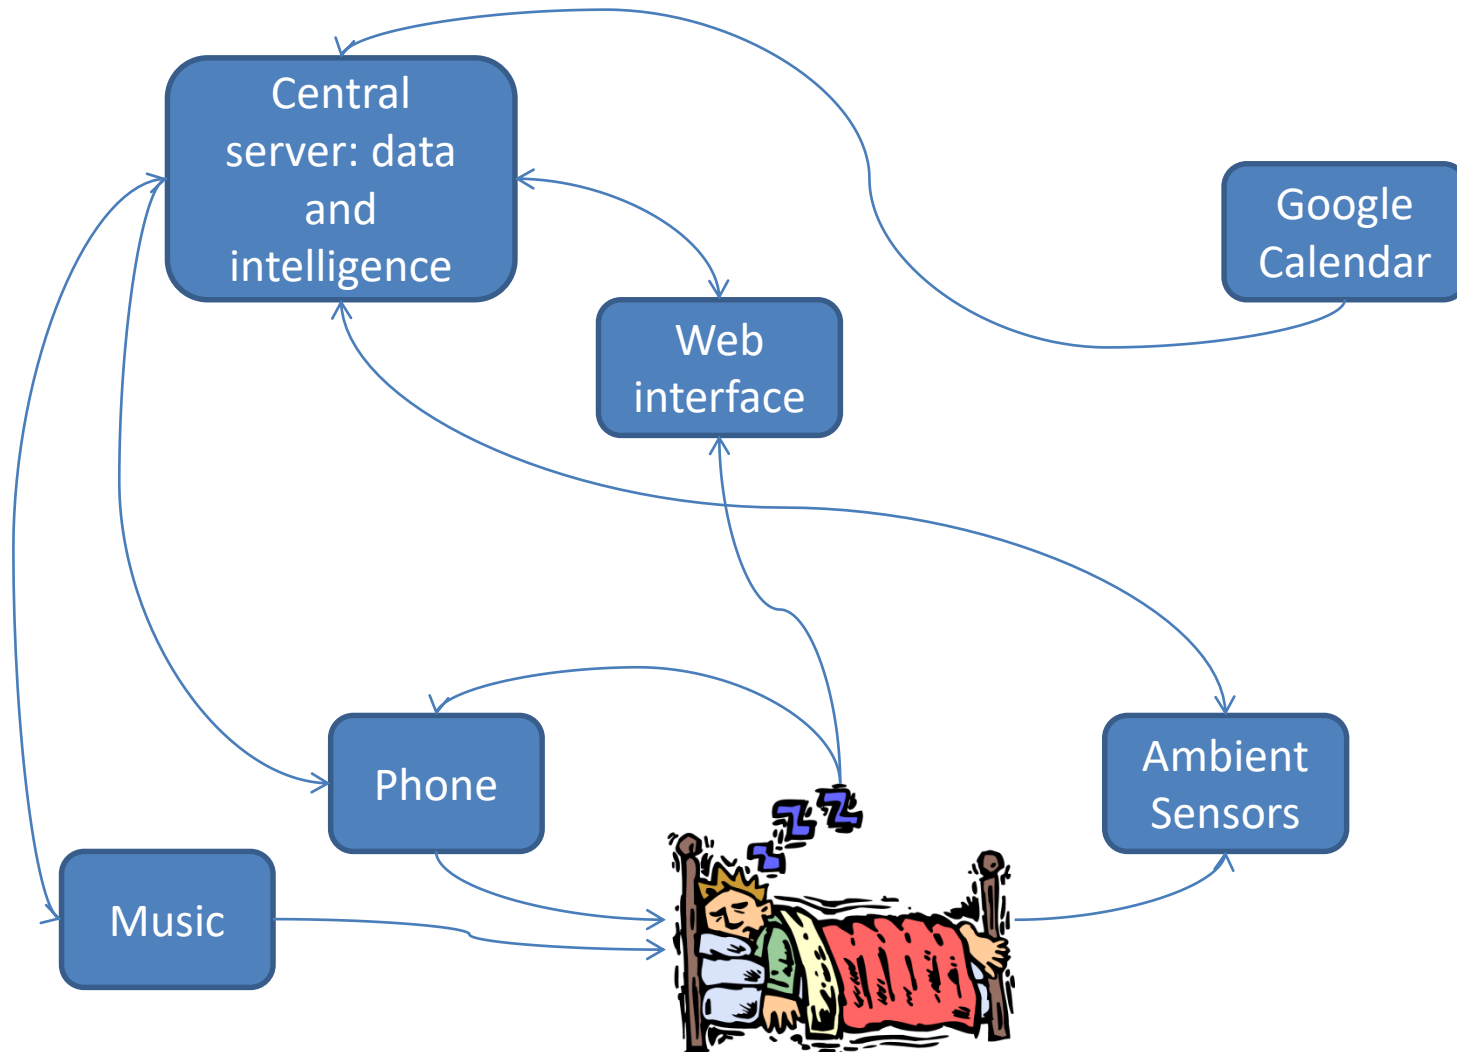 Central
server: data
and
intelligence
Google
Calendar
Web
interface
Phone
Ambient
Sensors
Music